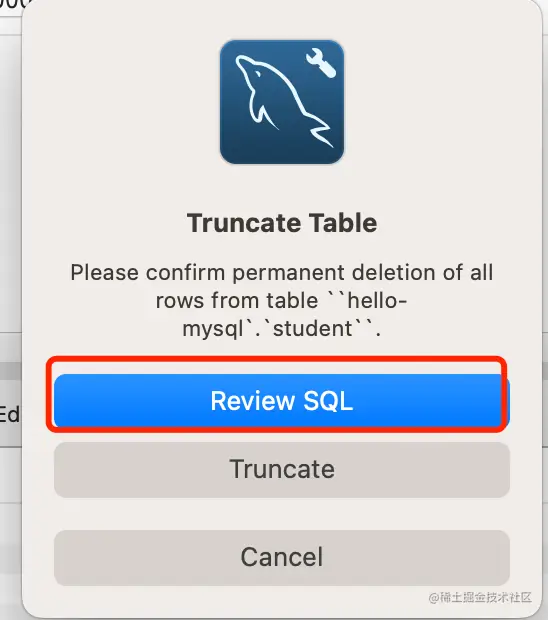 Truncate Table
Please confirm permanent deletion of all
rows from table ``hello-
mysql`.`student``.
Review SQL
Ed
Truncate
Cancel
@稀土掘金技术社区